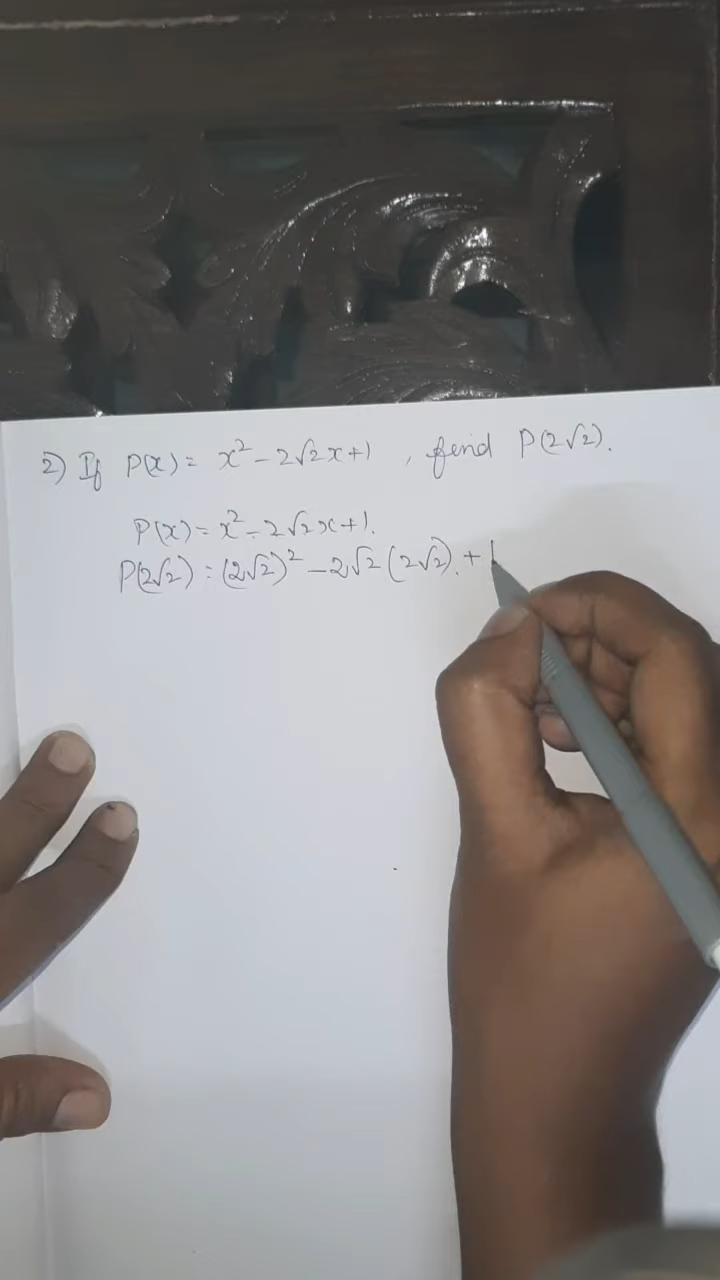 2) If P(x) = x² - 2√2x+1 , find P(2√2).
P(x) = x² - 2√2x+1.
P(2√2) = (2√2)² - 2√2 (2√2) + 1